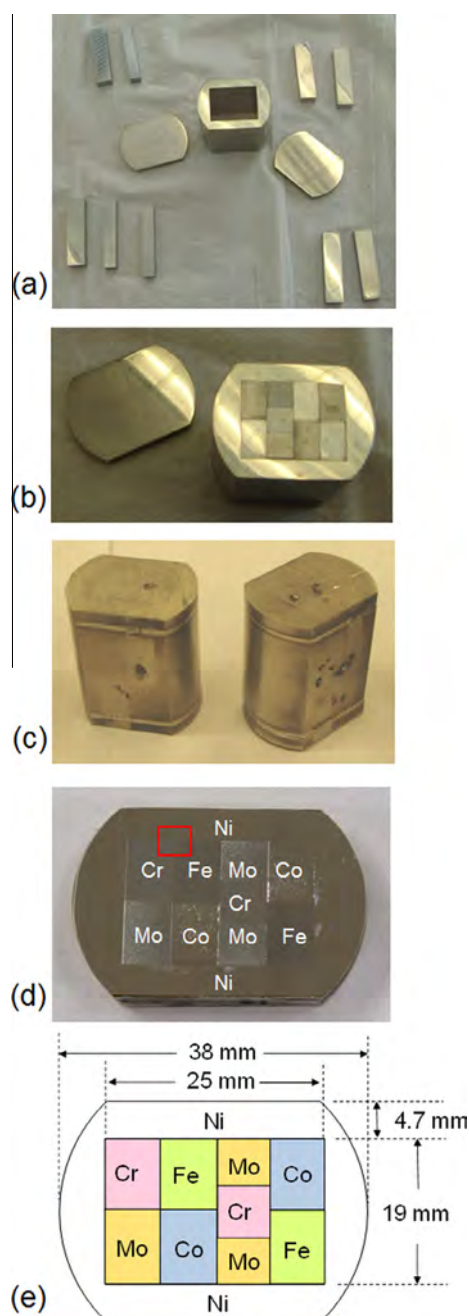 (a)
(b)
(c)
Ni
Cr Fe Mo Co
Cr
Mo Co Mo Fe
Ni
(d)
38 mm
25 mm
Ni
4.7 mm
Cr Fe Mo Co
Cr
19 mm
Mo Co Mo Fe
Ni
(e)